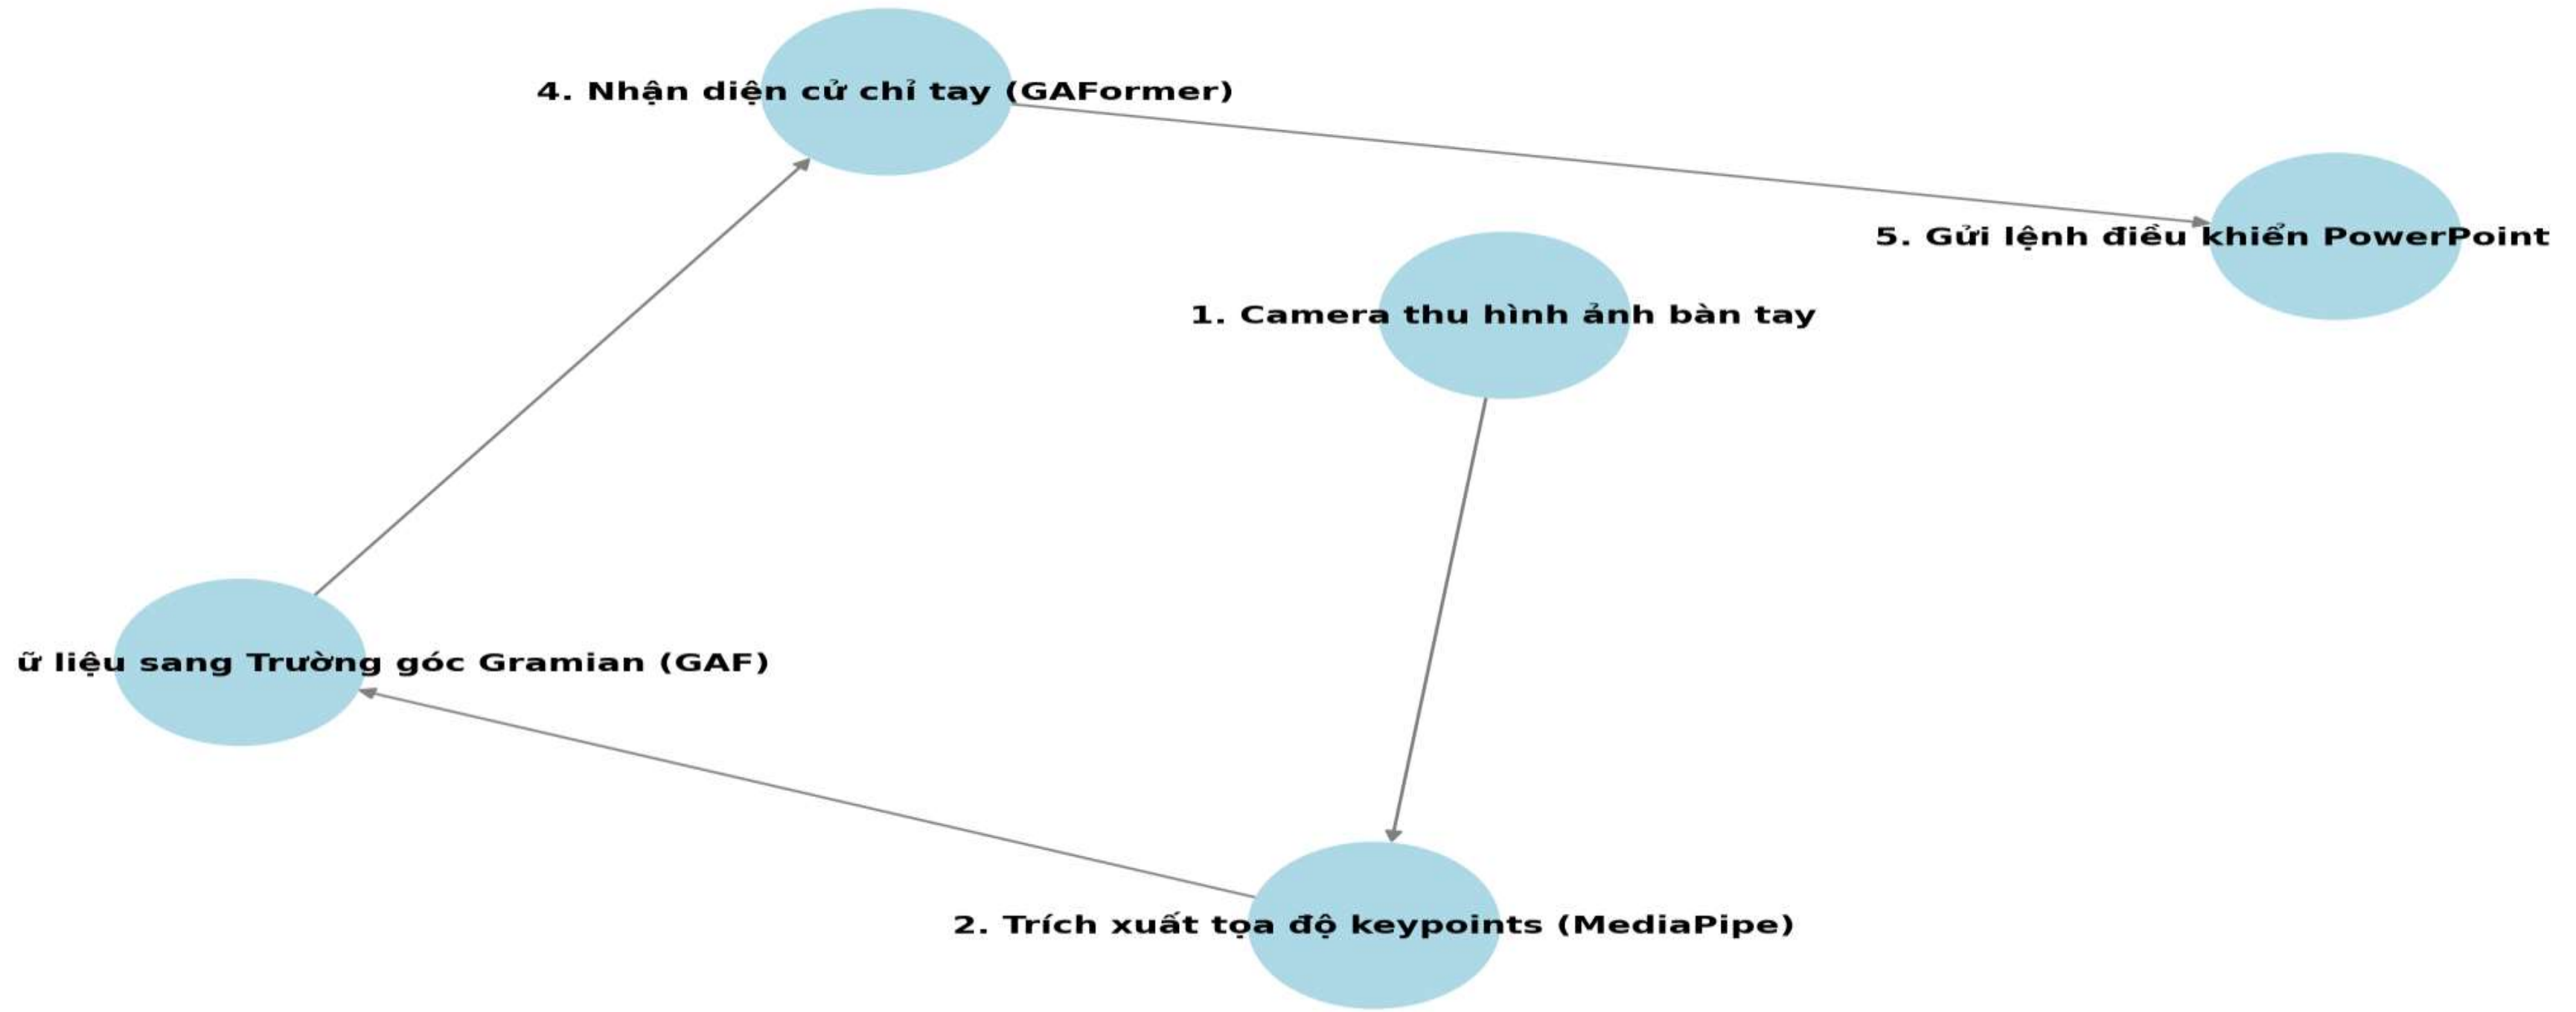 4. Nhận diện cử chỉ tay (GAFormer)
5. Gửi lệnh điều khiển PowerPoint
1. Camera thu hình ảnh bàn tay
ữ liệu sang Trường góc Gramian (GAF)
2. Trích xuất tọa độ keypoints (MediaPipe)